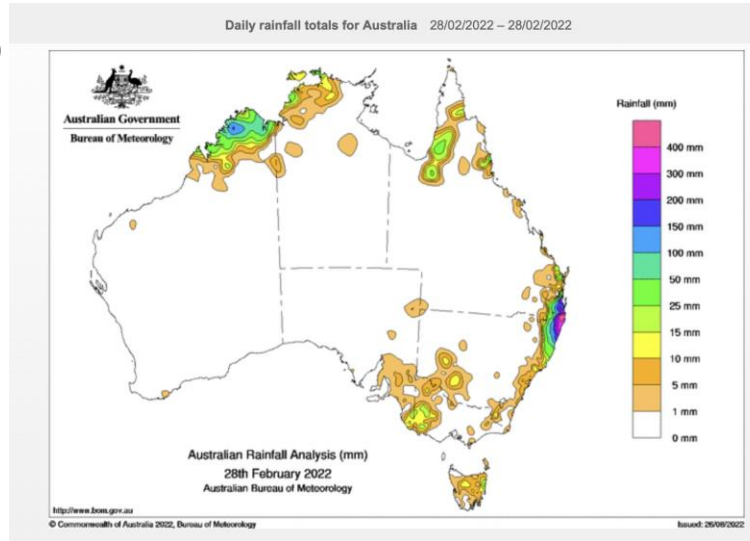 Daily rainfall totals for Australia 28/02/2022 – 28/02/2022
Australian Government
Bureau of Meteorology
Rainfall (mm)
400 mm
300 mm
200 mm
150 mm
100 mm
50 mm
25 mm
15 mm
10 mm
5 mm
1 mm
0 mm
Australian Rainfall Analysis (mm)
28th February 2022
Australian Bureau of Meteorology
http://www.bom.gov.au
© Commonwealth of Australia 2022, Bureau of Meteorology
Issued: 26/06/2022